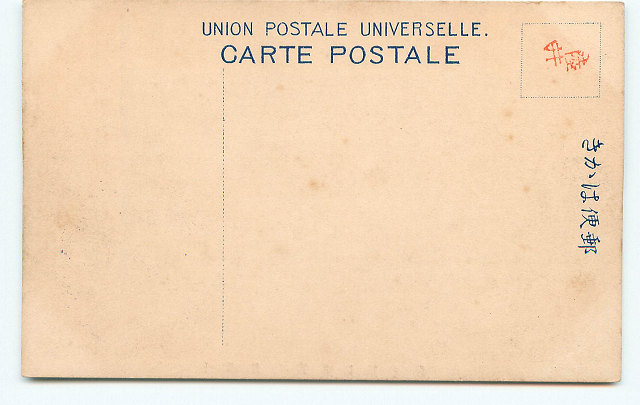 UNION POSTALE UNIVERSELLE.
CARTE POSTALE
郵便はかき